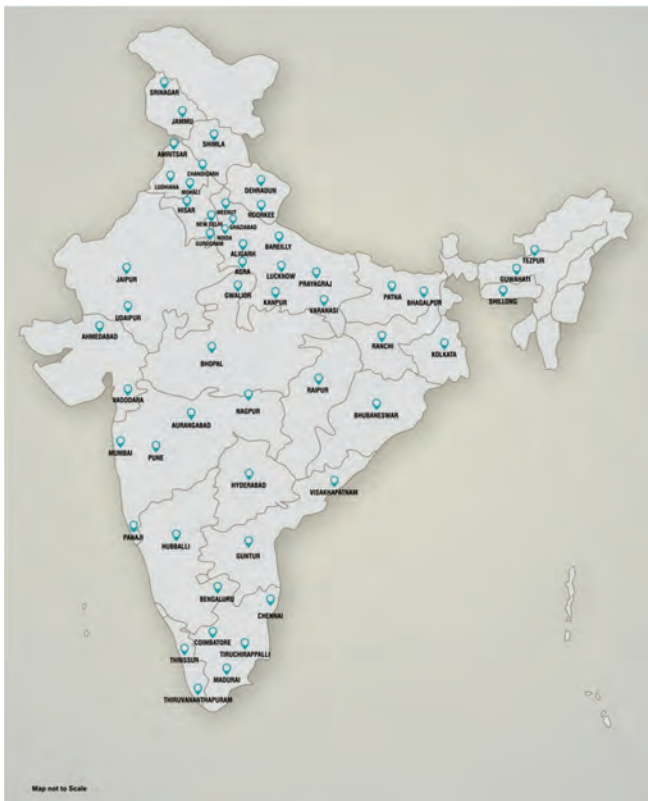 SRINAGAR
JAMMU
SHIMLA
AMRITSAR
CHANDIGARH
LUDHIANA
MOHALI
DEHRADUN
HISAR
MEERUT
ROORKEE
NEW DELHI
GHAZIABAD
NOIDA
GURUGRAM
BAREILLY
ALIGARH
TEZPUR
JAIPUR
AGRA
LUCKNOW
PRAYAGRAJ
GUWAHATI
GWALIOR
KANPUR
PATNA
BHAGALPUR
SHILLONG
VARANASI
UDAIPUR
AHMEDABAD
RANCHI
KOLKATA
BHOPAL
RAIPUR
VADODARA
NAGPUR
AURANGABAD
BHUBANESWAR
MUMBAI
PUNE
HYDERABAD
VISAKHAPATNAM
PANAJI
HUBBALLI
GUNTUR
BENGALURU
CHENNAI
COIMBATORE
TIRUCHIRAPPALLI
THRISSUR
MADURAI
THIRUVANANTHAPURAM
Map not to Scale